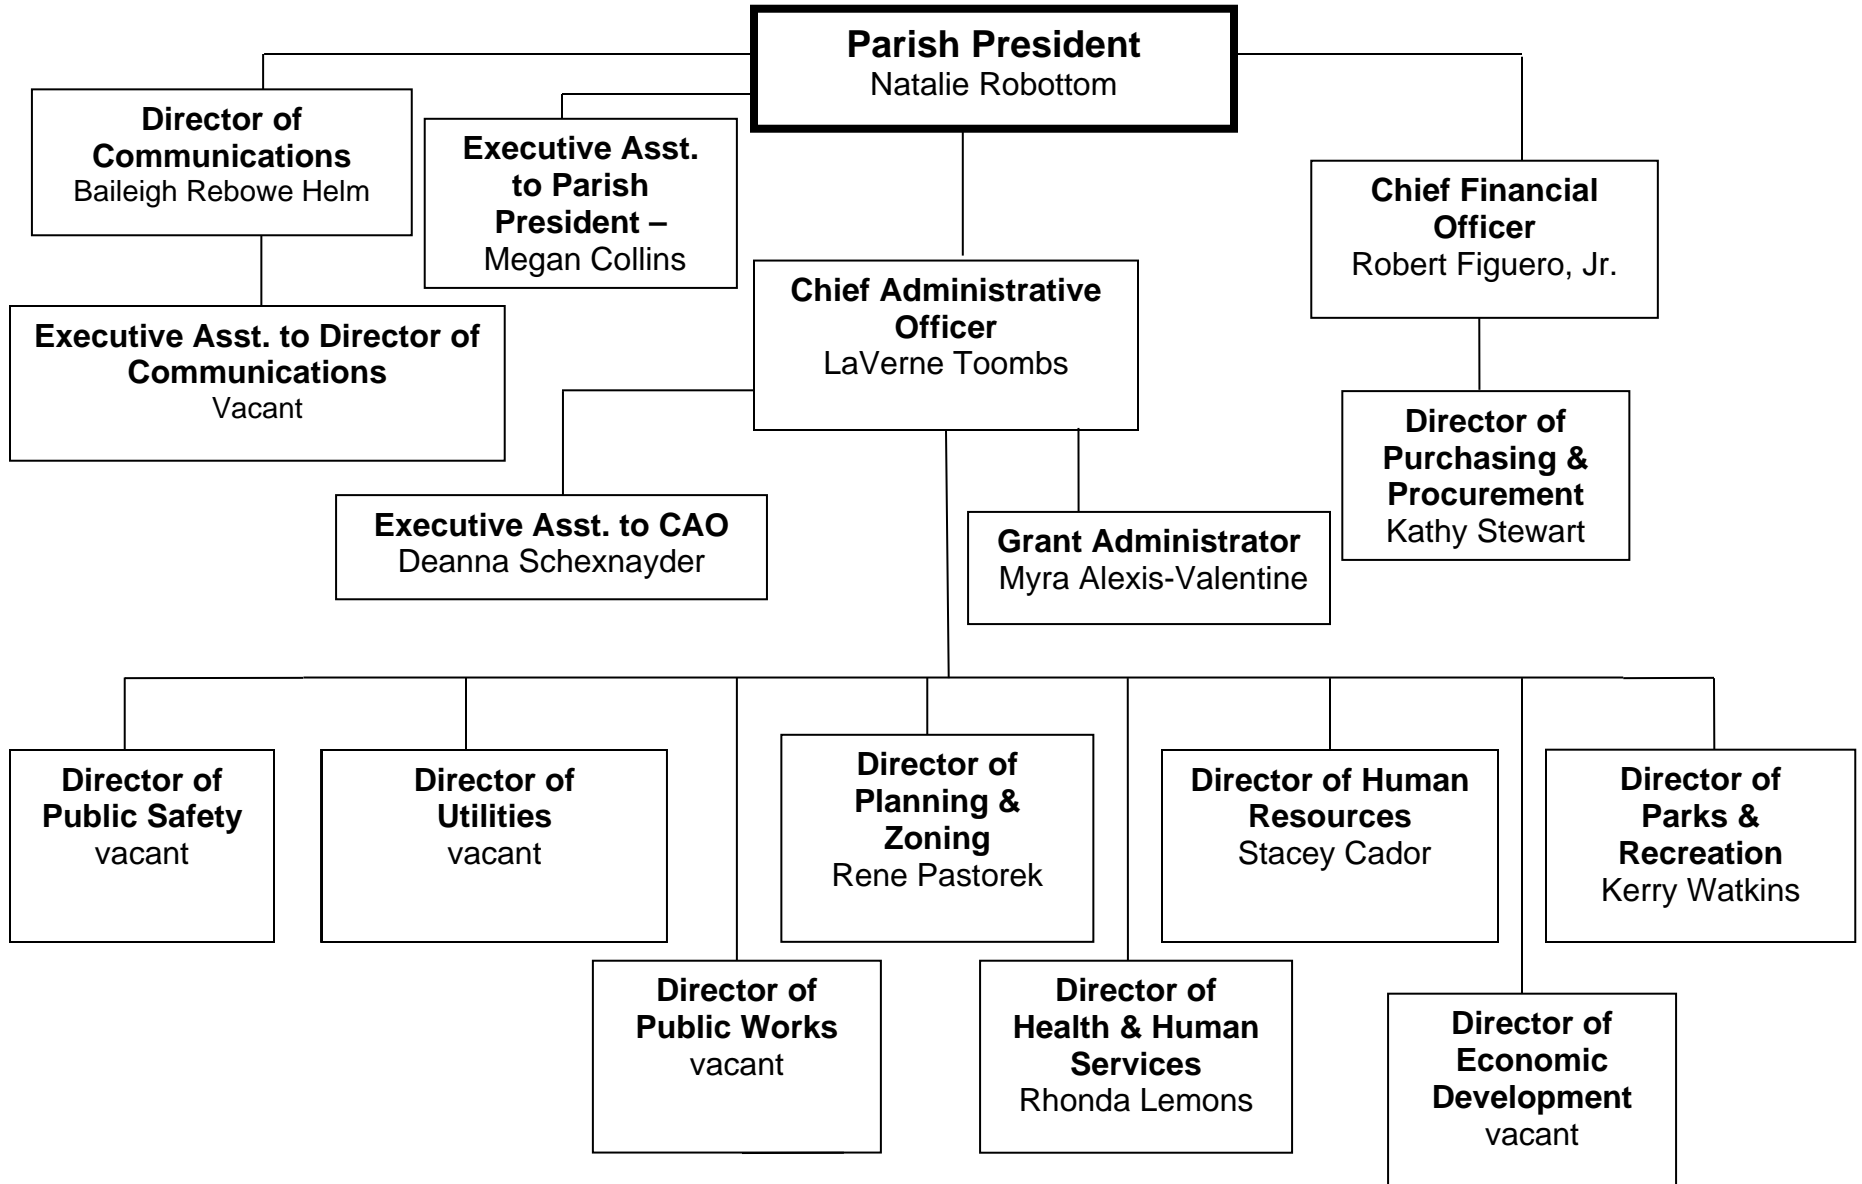 Parish President
Natalie Robottom
Director of
Communications
Baileigh Rebowe Helm
Executive Asst.
to Parish
President –
Megan Collins
Chief Financial
Officer
Robert Figuero, Jr.
Chief Administrative
Officer
LaVerne Toombs
Executive Asst. to Director of
Communications
Vacant
Director of
Purchasing &
Procurement
Kathy Stewart
Executive Asst. to CAO
Deanna Schexnayder
Grant Administrator
Myra Alexis-Valentine
Director of
Public Safety
vacant
Director of
Utilities
vacant
Director of
Planning &
Zoning
Rene Pastorek
Director of Human
Resources
Stacey Cador
Director of
Parks &
Recreation
Kerry Watkins
Director of
Public Works
vacant
Director of
Health & Human
Services
Rhonda Lemons
Director of
Economic
Development
vacant